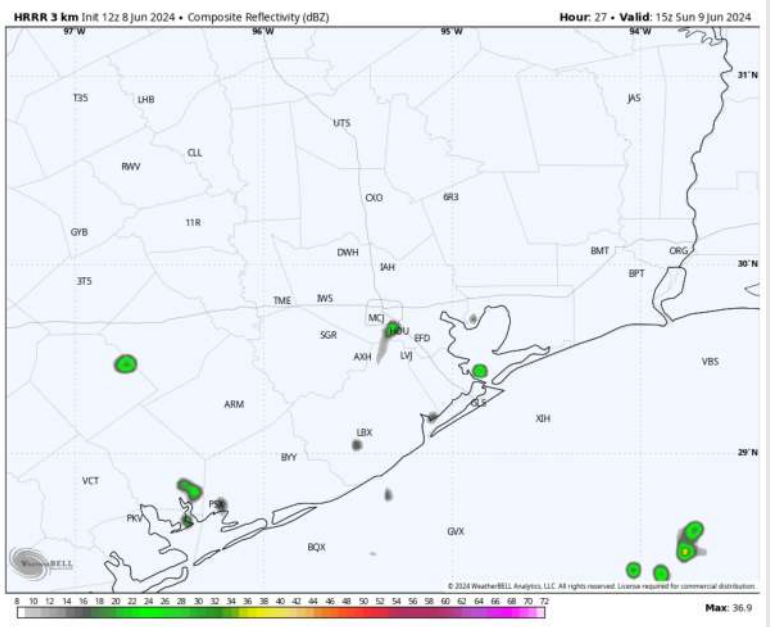 HRRR 3 km Init 12z 8 Jun 2024 • Composite Reflectivity (dBZ) Hour: 27 • Valid: 15z Sun 9 Jun 2024
97°W 96°W 95°W 94°W
31°N
T35 LHB JAS
UTS
CLL
RWV
CXO 6R3
11R
GYB
DWH BMT ORG
IAH 30°N
BPT
3T5
TME IWS
MCJ
HOU
SGR EFD
AXH LVJ
VBS
ARM GLS
XIH
LBX
29°N
BYY
VCT
PSX
PKV
GVX
BQX
WeatherBELL
© 2024 WeatherBELL Analytics, LLC. All rights reserved. License required for commercial distribution.
8 10 12 14 16 18 20 22 24 26 28 30 32 34 36 38 40 42 44 46 48 50 52 54 56 58 60 62 64 66 68 70 72
Max: 36.9